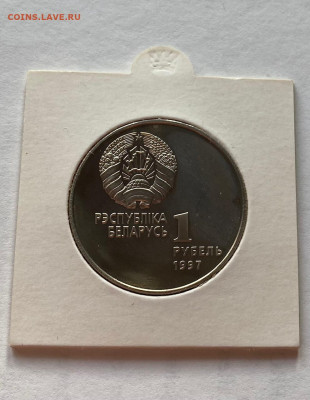 COINS.LAVE.RU
РЭСПУБЛІКА
БЕЛАРУСЬ
1
РУБЕЛЬ
1997